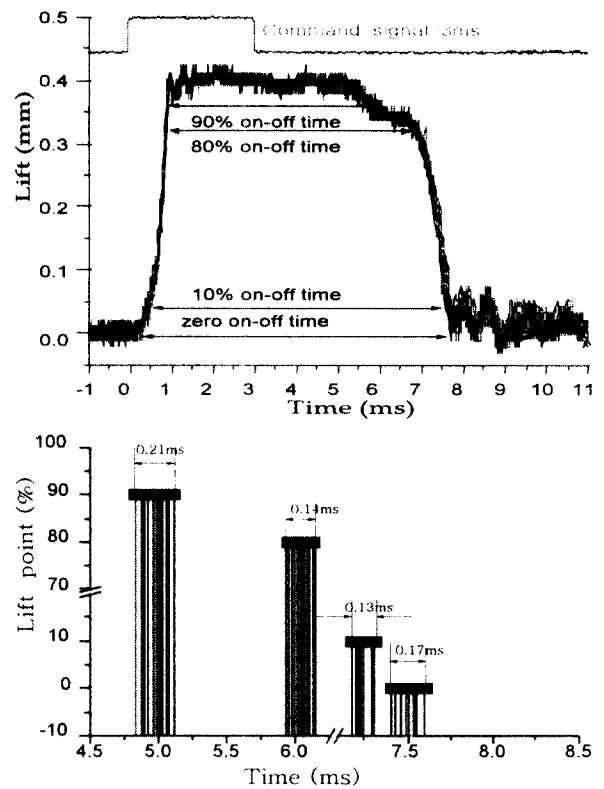 0.5
Command signal 3ms
0.4
90% on-off time
0.3
80% on-off time
Lift (mm)
0.2
0.1
10% on-off time
zero on-off time
0.0
-1 0 1 2 3 4 5 6 7 8 9 10 11
Time (ms)
100
0.21ms
90
0.14ms
80
70
Lift point (%)
0.13ms
10
0.17ms
0
-10
4.5 5.0 5.5 6.0 7.5 8.0 8.5
Time (ms)